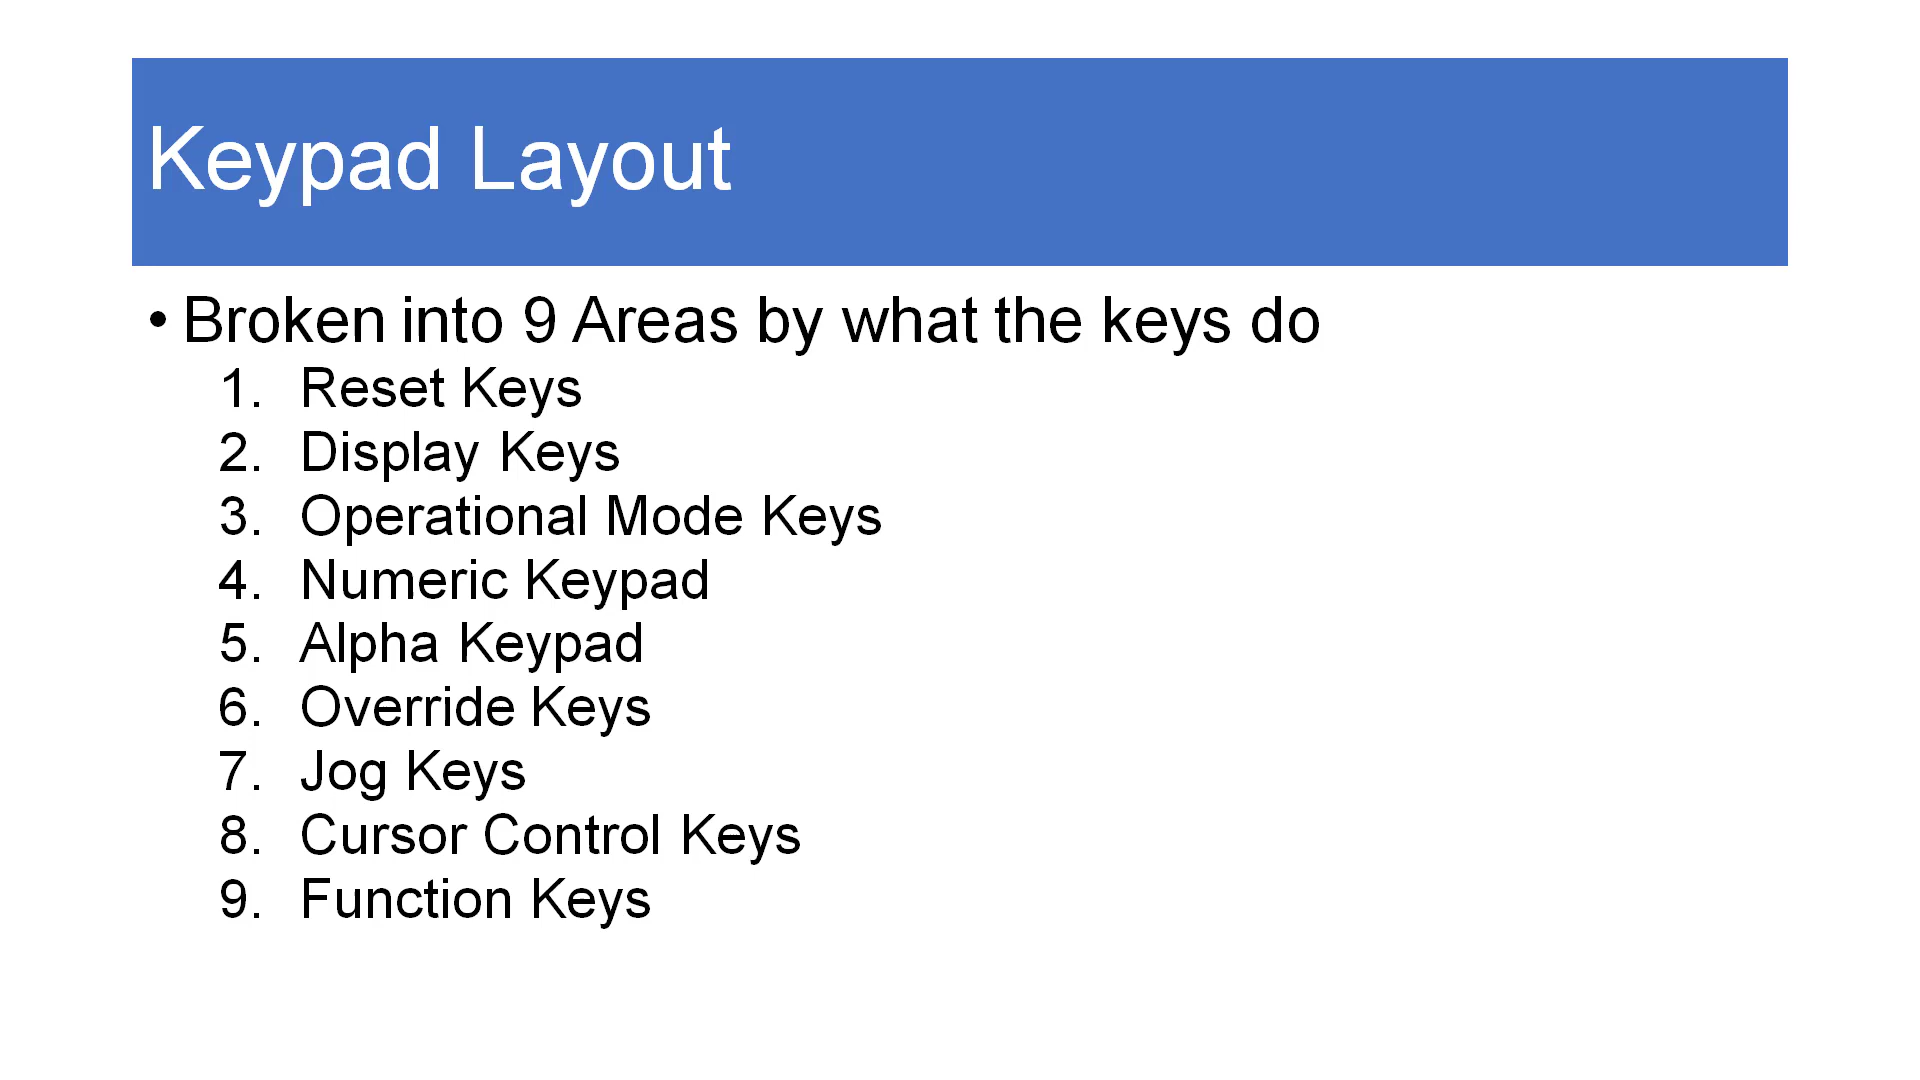 Keypad Layout
• Broken into 9 Areas by what the keys do
1. Reset Keys
2. Display Keys
3. Operational Mode Keys
4. Numeric Keypad
5. Alpha Keypad
6. Override Keys
7. Jog Keys
8. Cursor Control Keys
9. Function Keys